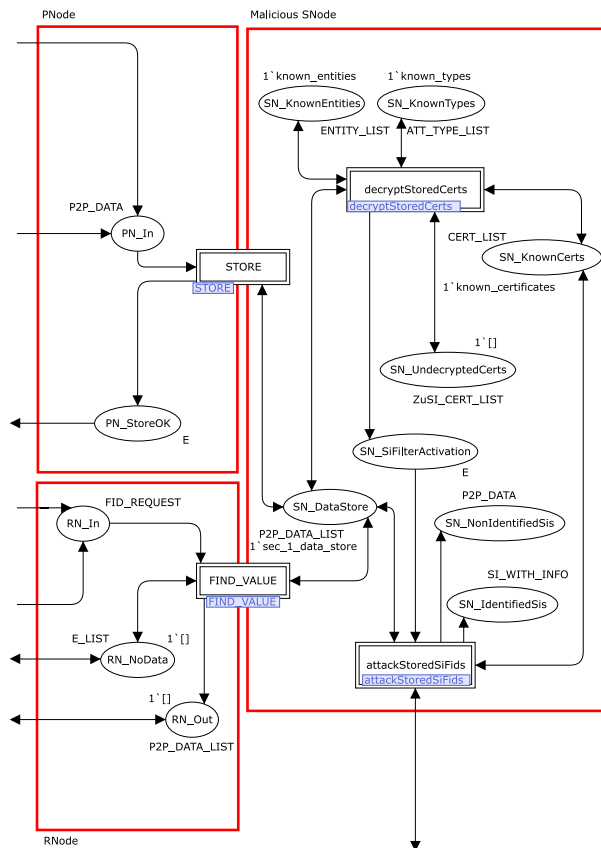 PNode
Malicious SNode
1`known_entities
1`known_types
SN_KnownEntities
SN_KnownTypes
ENTITY_LIST
ATT_TYPE_LIST
decryptStoredCerts
decryptStoredCerts
P2P_DATA
PN_In
CERT_LIST
SN_KnownCerts
STORE
STORE
1`known_certificates
1`[]
SN_UndecryptedCerts
ZuSI_CERT_LIST
PN_StoreOK
E
SN_SiFilterActivation
E
FID_REQUEST
RN_In
SN_DataStore
P2P_DATA_LIST
1`sec_1_data_store
P2P_DATA
SN_NonIdentifiedSis
FIND_VALUE
FIND_VALUE
SI_WITH_INFO
SN_IdentifiedSis
E_LIST
1`[]
RN_NoData
attackStoredSiFids
attackStoredSiFids
1`[]
RN_Out
P2P_DATA_LIST
RNode